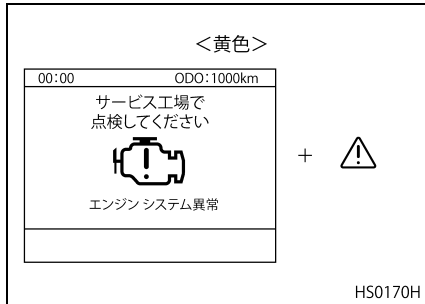 ＜黄色＞
00:00 ODO:1000km
サービス工場で
点検してください
エンジン システム異常
+
HS0170H